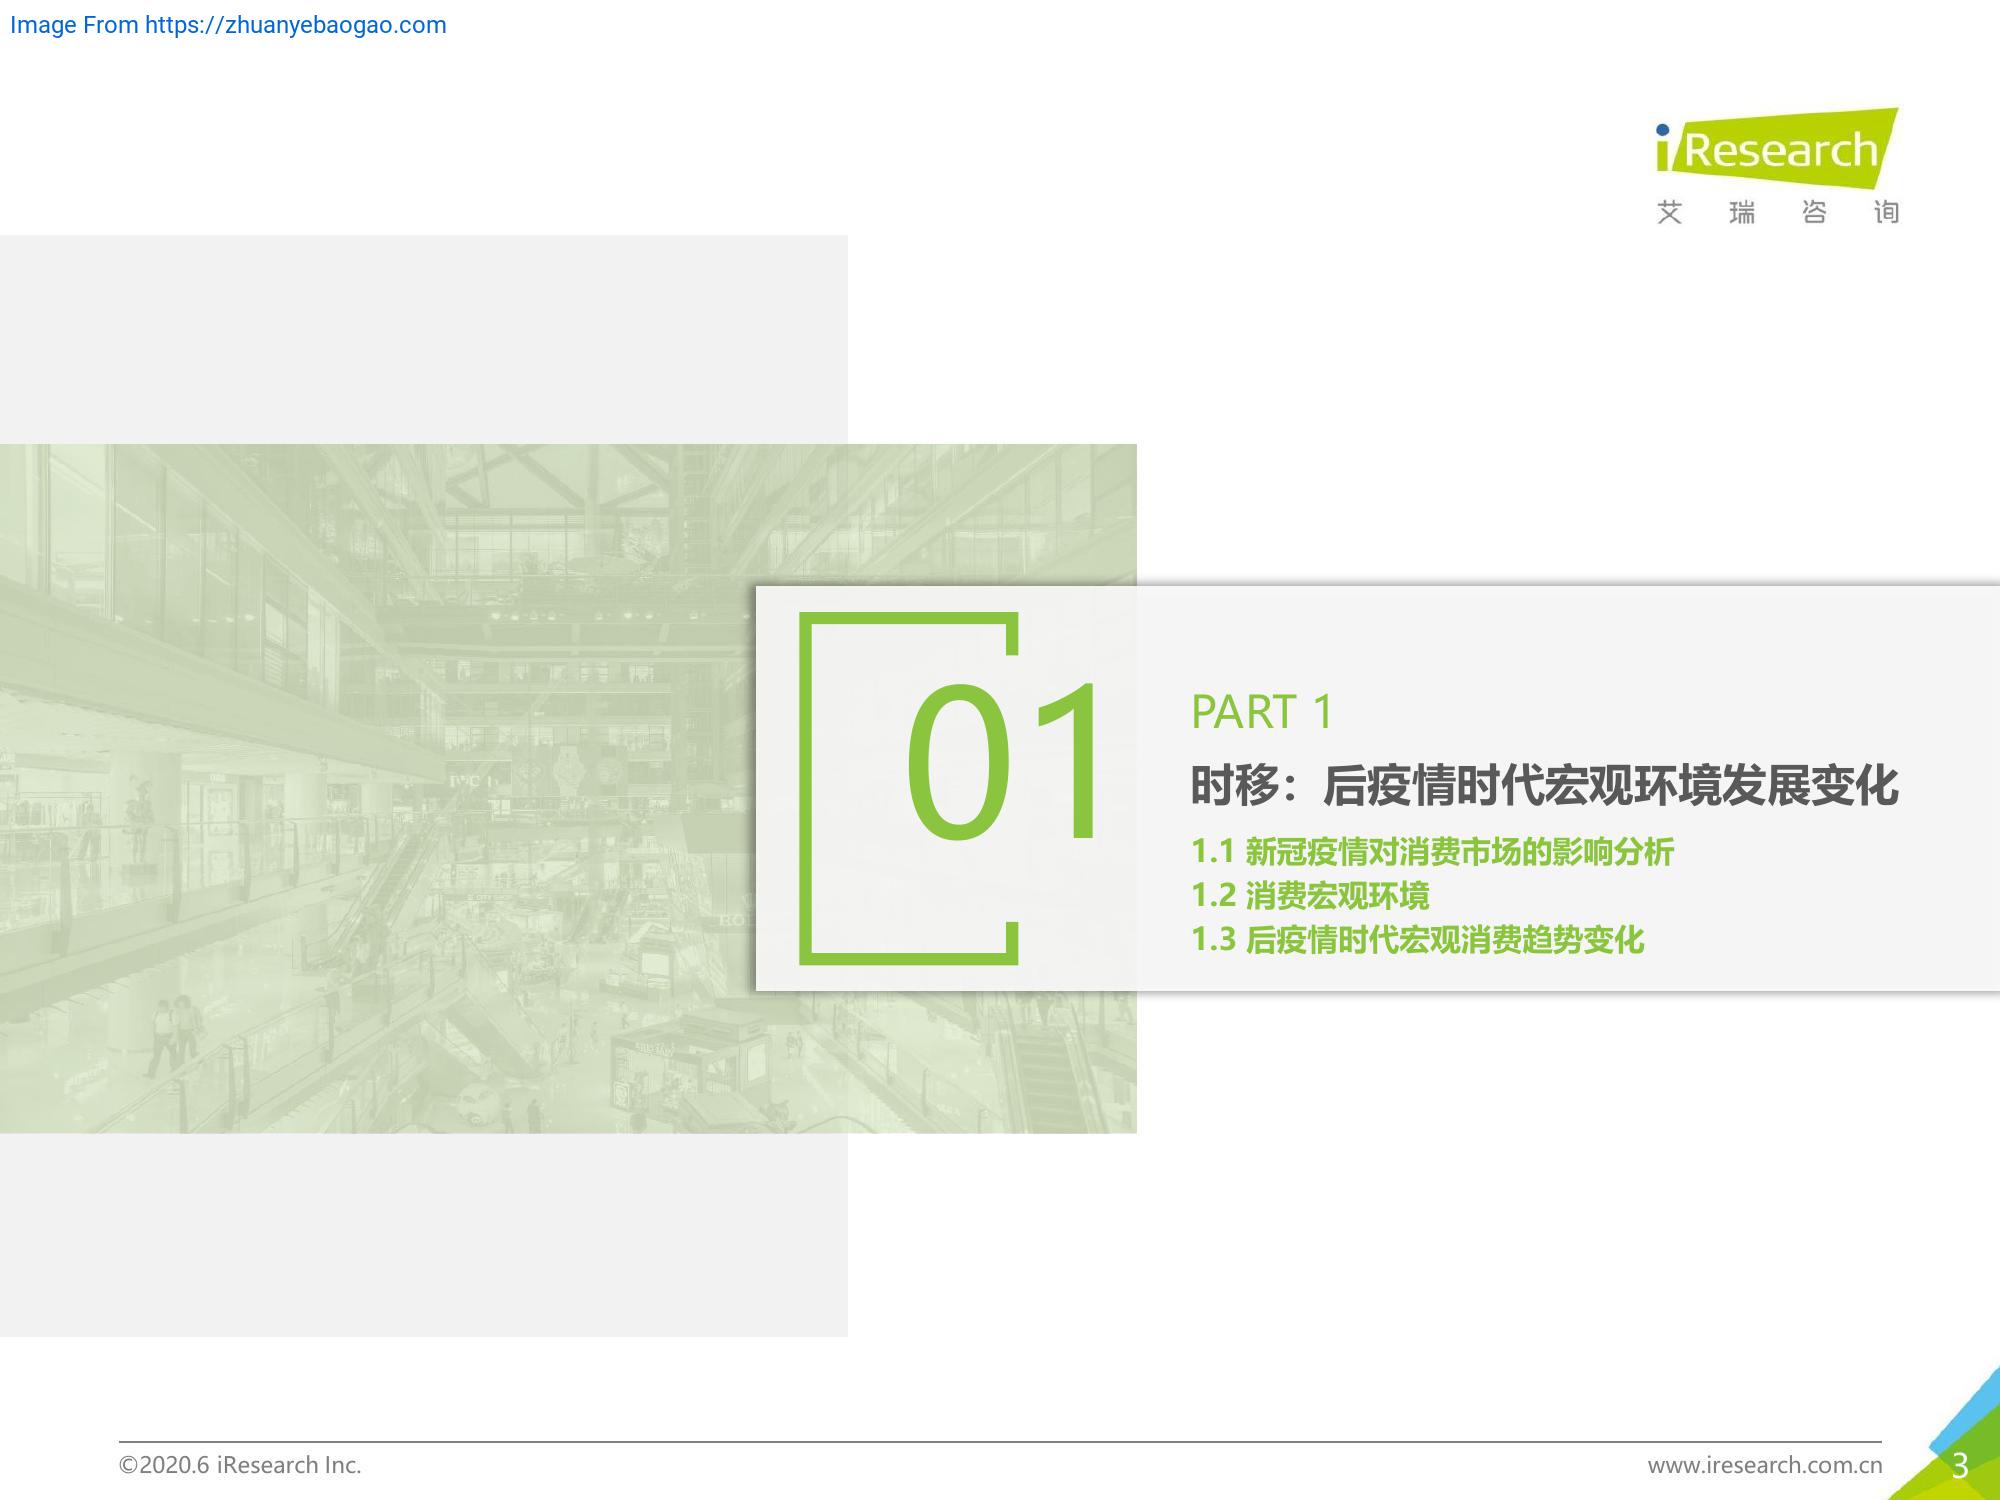 Image From https://zhuanyebaogao.com
iResearch
艾瑞咨询
01
PART 1
时移：后疫情时代宏观环境发展变化
1.1 新冠疫情对消费市场的影响分析
1.2 消费宏观环境
1.3 后疫情时代宏观消费趋势变化
©2020.6 iResearch Inc.
www.iresearch.com.cn
3